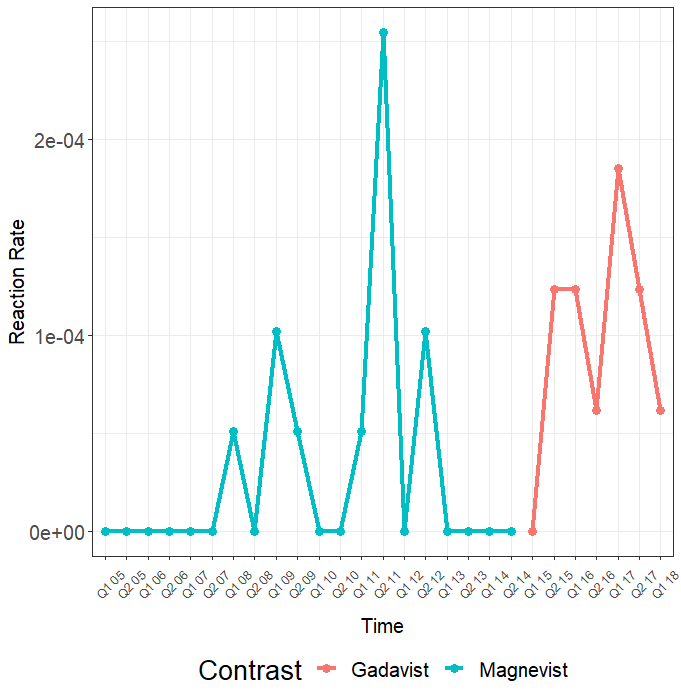 2e-04
1e-04
0e+00
Reaction Rate
Q1 05 Q2 05 Q1 06 Q2 06 Q1 07 Q2 07 Q1 08 Q2 08 Q1 09 Q2 09 Q1 10 Q2 10 Q1 11 Q2 11 Q1 12 Q2 12 Q1 13 Q2 13 Q1 14 Q2 14 Q1 15 Q2 15 Q1 16 Q2 16 Q1 17 Q2 17 Q1 18
Time
Contrast Gadavist Magnevist